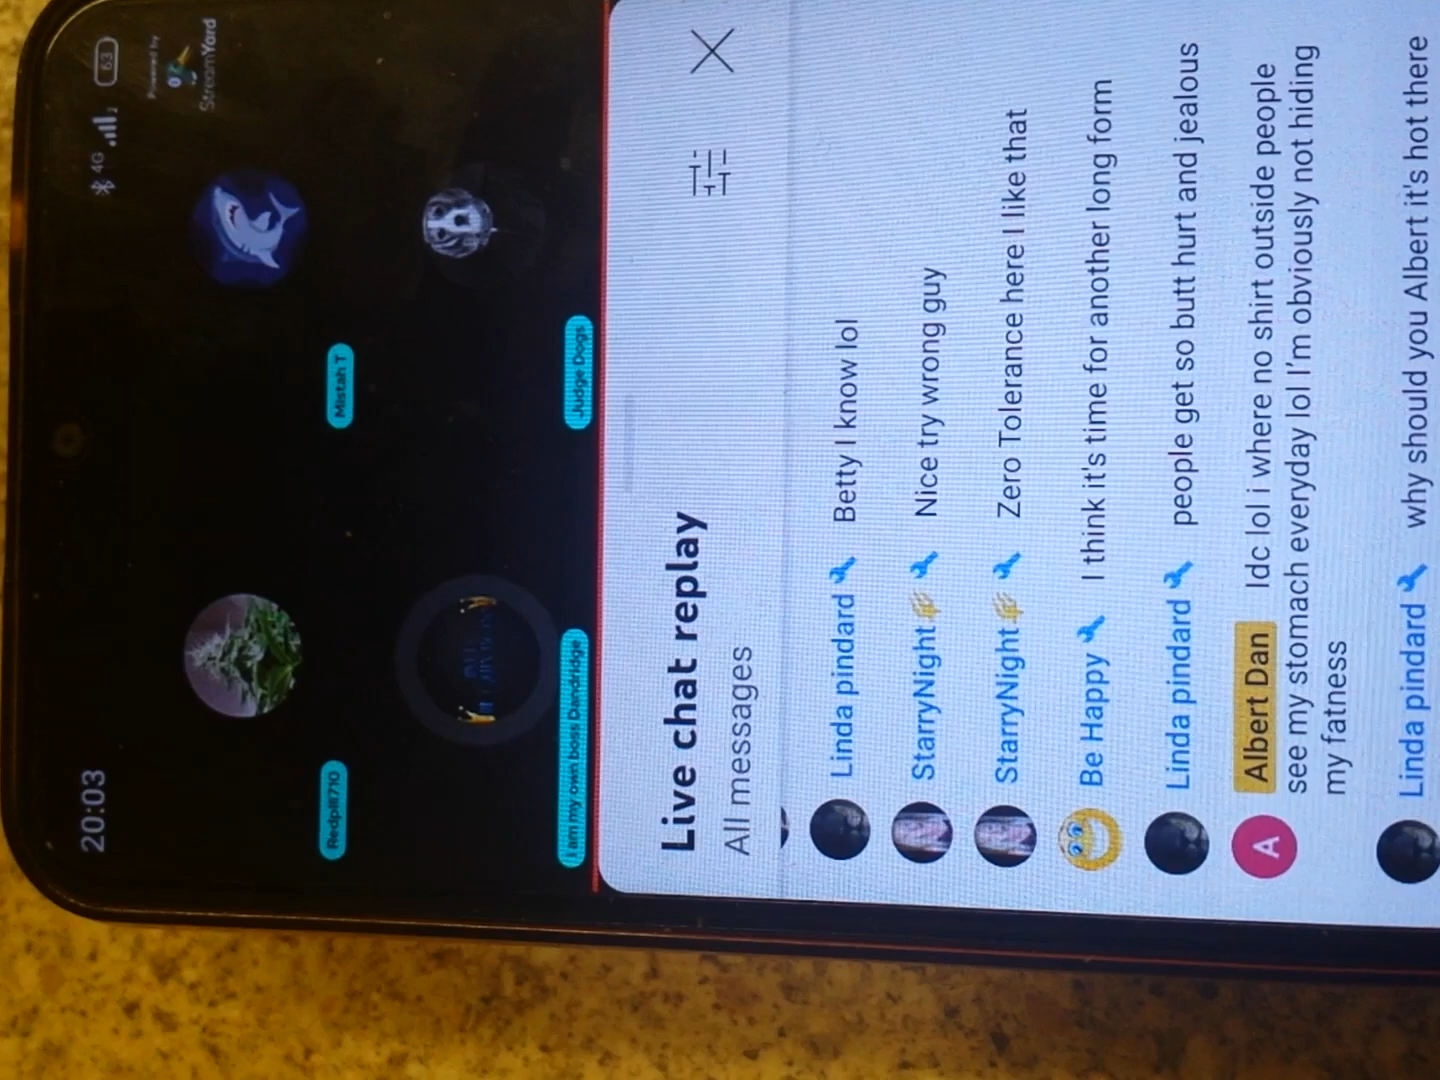 20:03
4G
63
Powered by
StreamYard
Redpill710
Mistah T
I am my own boss Dandridge
Judge Dogs
Live chat replay
All messages
Linda pindard Betty I know lol
StarryNight Nice try wrong guy
StarryNight Zero Tolerance here I like that
Be Happy I think it's time for another long form
Linda pindard people get so butt hurt and jealous
A Albert Dan Idc lol i where no shirt outside people
see my stomach everyday lol I'm obviously not hiding
my fatness
Linda pindard why should you Albert it's hot there